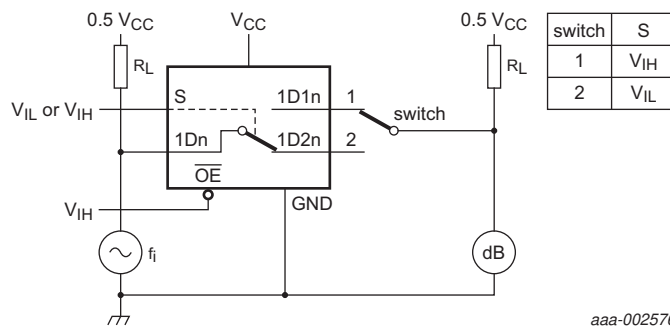 0.5 VCC
VCC
0.5 VCC
switch S
1 VIH
2 VIL
RL
RL
VIL or VIH
S
1D1n
1
switch
1Dn
1D2n
2
OE
VIH
GND
fi
dB
aaa-002570